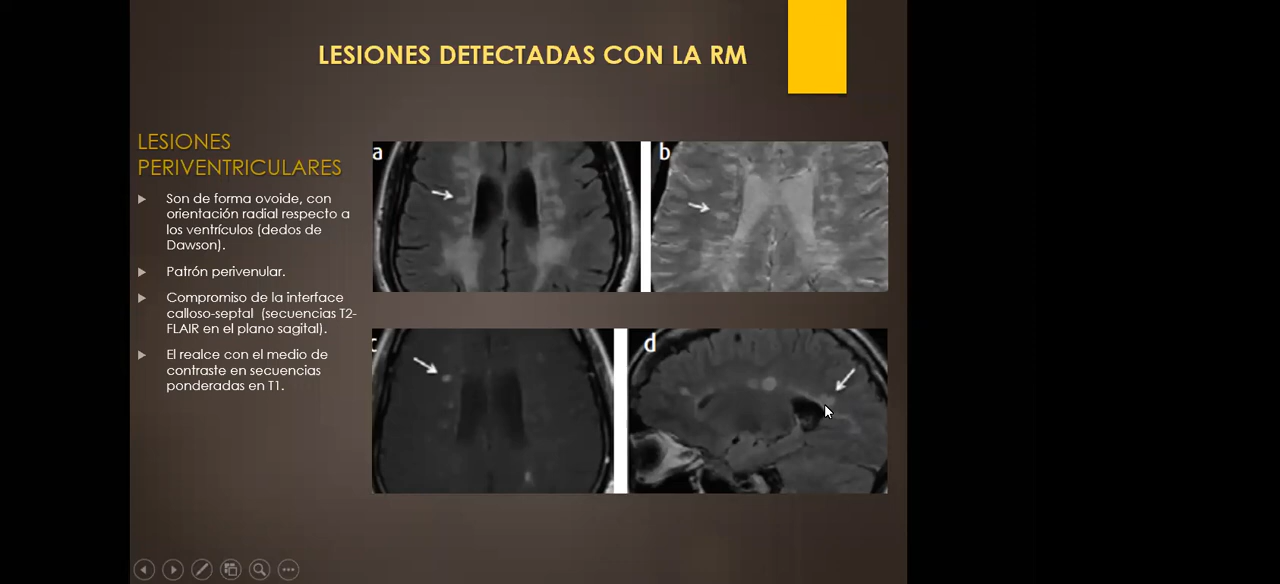 LESIONES DETECTADAS CON LA RM
LESIONES
PERIVENTRICULARES
Son de forma ovoide, con
orientación radial respecto a
los ventrículos (dedos de
Dawson).
Patrón perivenular.
Compromiso de la interface
calloso-septal (secuencias T2-
FLAIR en el plano sagital).
El realce con el medio de
contraste en secuencias
ponderadas en T1.
a
b
c
d